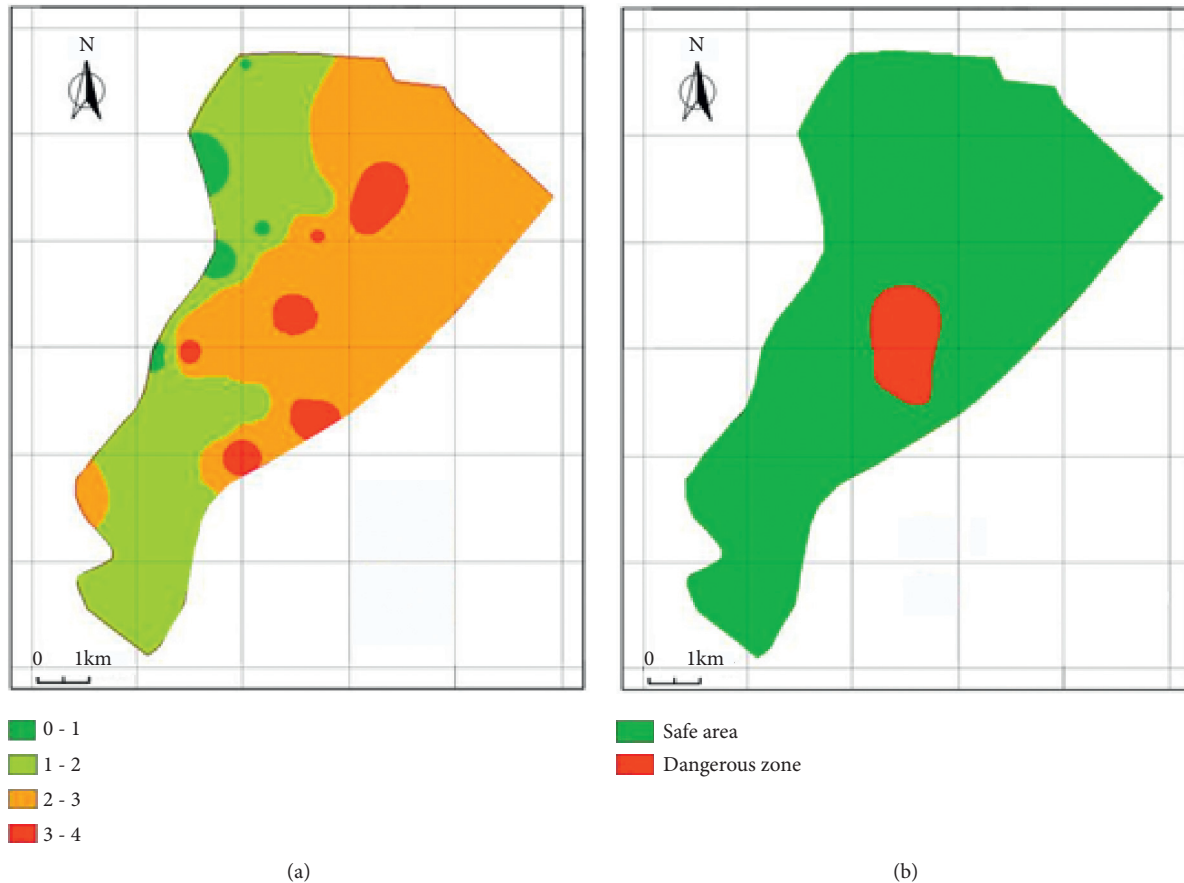 N
0 1km
0 - 1
1 - 2
2 - 3
3 - 4
(a)
N
0 1km
Safe area
Dangerous zone
(b)